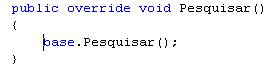 public override void Pesquisar()
{
base.Pesquisar();
}